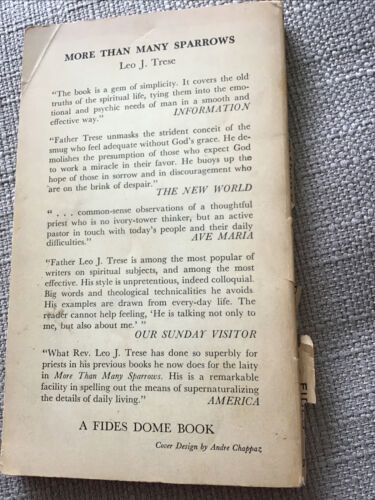 MORE THAN MANY SPARROWS
Leo J. Trese
"The book is a gem of simplicity. It covers the old
truths of the spiritual life, tying them into the emo-
tional and psychic needs of man in a smooth and
effective way." INFORMATION
"Father Trese unmasks the strident conceit of the
smug who feel adequate without God's grace. He de-
molishes the presumption of those who expect God
to work a miracle in their favor. He buoys up the
hope of those in sorrow and in discouragement who
are on the brink of despair." THE NEW WORLD
". . . common-sense observations of a thoughtful
priest who is no ivory-tower thinker, but an active
pastor in touch with today's people and their daily
difficulties." AVE MARIA
"Father Leo J. Trese is among the most popular of
writers on spiritual subjects, and among the most
effective. His style is unpretentious, indeed colloquial.
Big words and theological technicalities he avoids
His examples are drawn from every-day life. The
reader cannot help feeling, 'He is talking not only to
me, but also about me.'"
OUR SUNDAY VISITOR
"What Rev. Leo J. Trese has done so superbly for
priests in his previous books he now does for the laity
in More Than Many Sparrows. His is a remarkable
facility in spelling out the means of supernaturalizing
the details of daily living." AMERICA
A FIDES DOME BOOK
Cover Design by Andre Chappaz